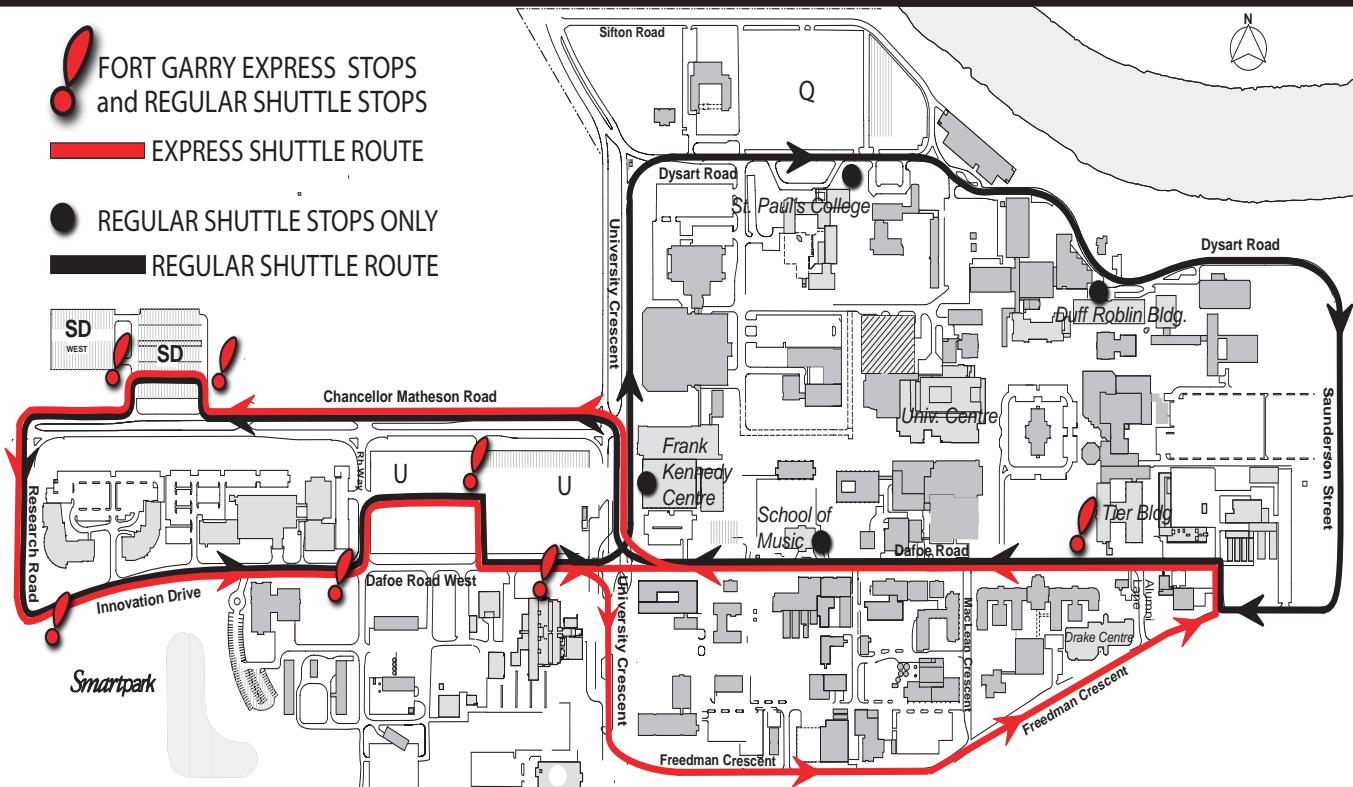 FORT GARRY EXPRESS STOPS
and REGULAR SHUTTLE STOPS
EXPRESS SHUTTLE ROUTE
REGULAR SHUTTLE STOPS ONLY
REGULAR SHUTTLE ROUTE
N
Sifton Road
Q
Dysart Road
St. Paul's College
University Crescent
Dysart Road
Duff Roblin Bldg.
SD
WEST
SD
Chancellor Matheson Road
Univ. Centre
Saunderson Street
Frank
Kennedy
Centre
U
U
Rh Way
Research Road
School of
Music
Tier Bldg
Dafoe Road
Dafoe Road West
Innovation Drive
University Crescent
MacLean Crescent
Alumni
Lane
Drake Centre
Smartpark
Freedman Crescent
Freedman Crescent